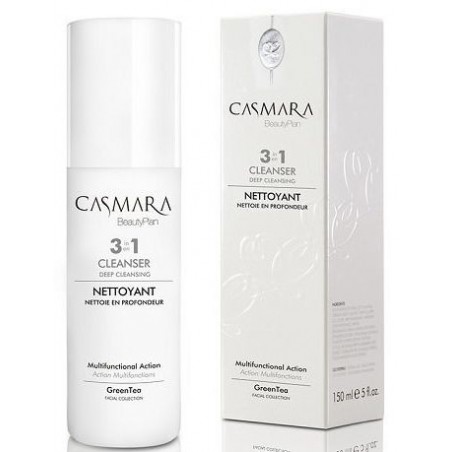 CASMARA
BeautyPlan
3 in en 1
CLEANSER
DEEP CLEANSING
NETTOYANT
NETTOIE EN PROFONDEUR
Multifunctional Action
Action Multifonctions
GreenTea
FACIAL COLLECTION
CASMARA
BeautyPlan
3 in en 1
CLEANSER
DEEP CLEANSING
NETTOYANT
NETTOIE EN PROFONDEUR
Multifunctional Action
Action Multifonctions
GreenTea
FACIAL COLLECTION
150 ml e 5 fl.oz.